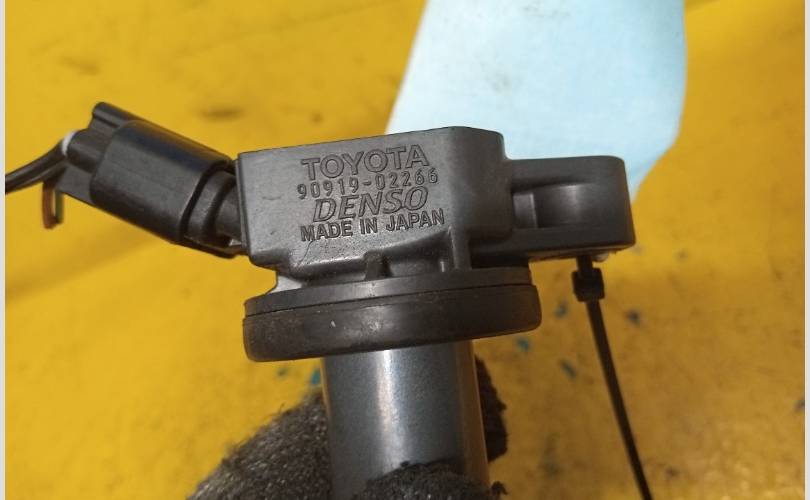 TOYOTA
90919-02266
DENSO
MADE IN JAPAN